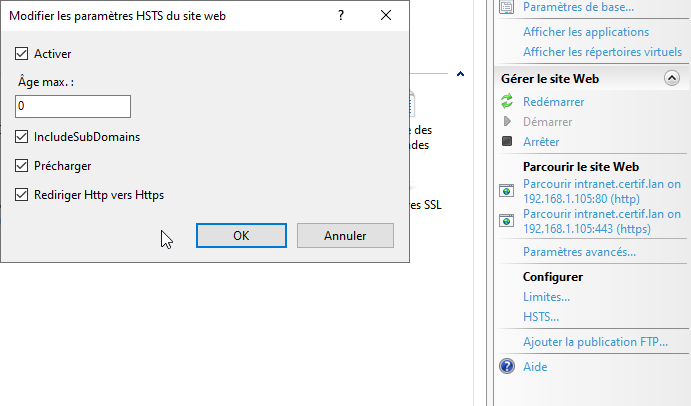 Modifier les paramètres HSTS du site web
Activer
Âge max. :
0
IncludeSubDomains
Précharger
Rediriger Http vers Https
OK
Annuler
e des
des
es SSL
Paramètres de base...
Afficher les applications
Afficher les répertoires virtuels
Gérer le site Web
Redémarrer
Démarrer
Arrêter
Parcourir le site Web
Parcourir intranet.certif.lan on
192.168.1.105:80 (http)
Parcourir intranet.certif.lan on
192.168.1.105:443 (https)
Paramètres avancés...
Configurer
Limites...
HSTS...
Ajouter la publication FTP...
Aide